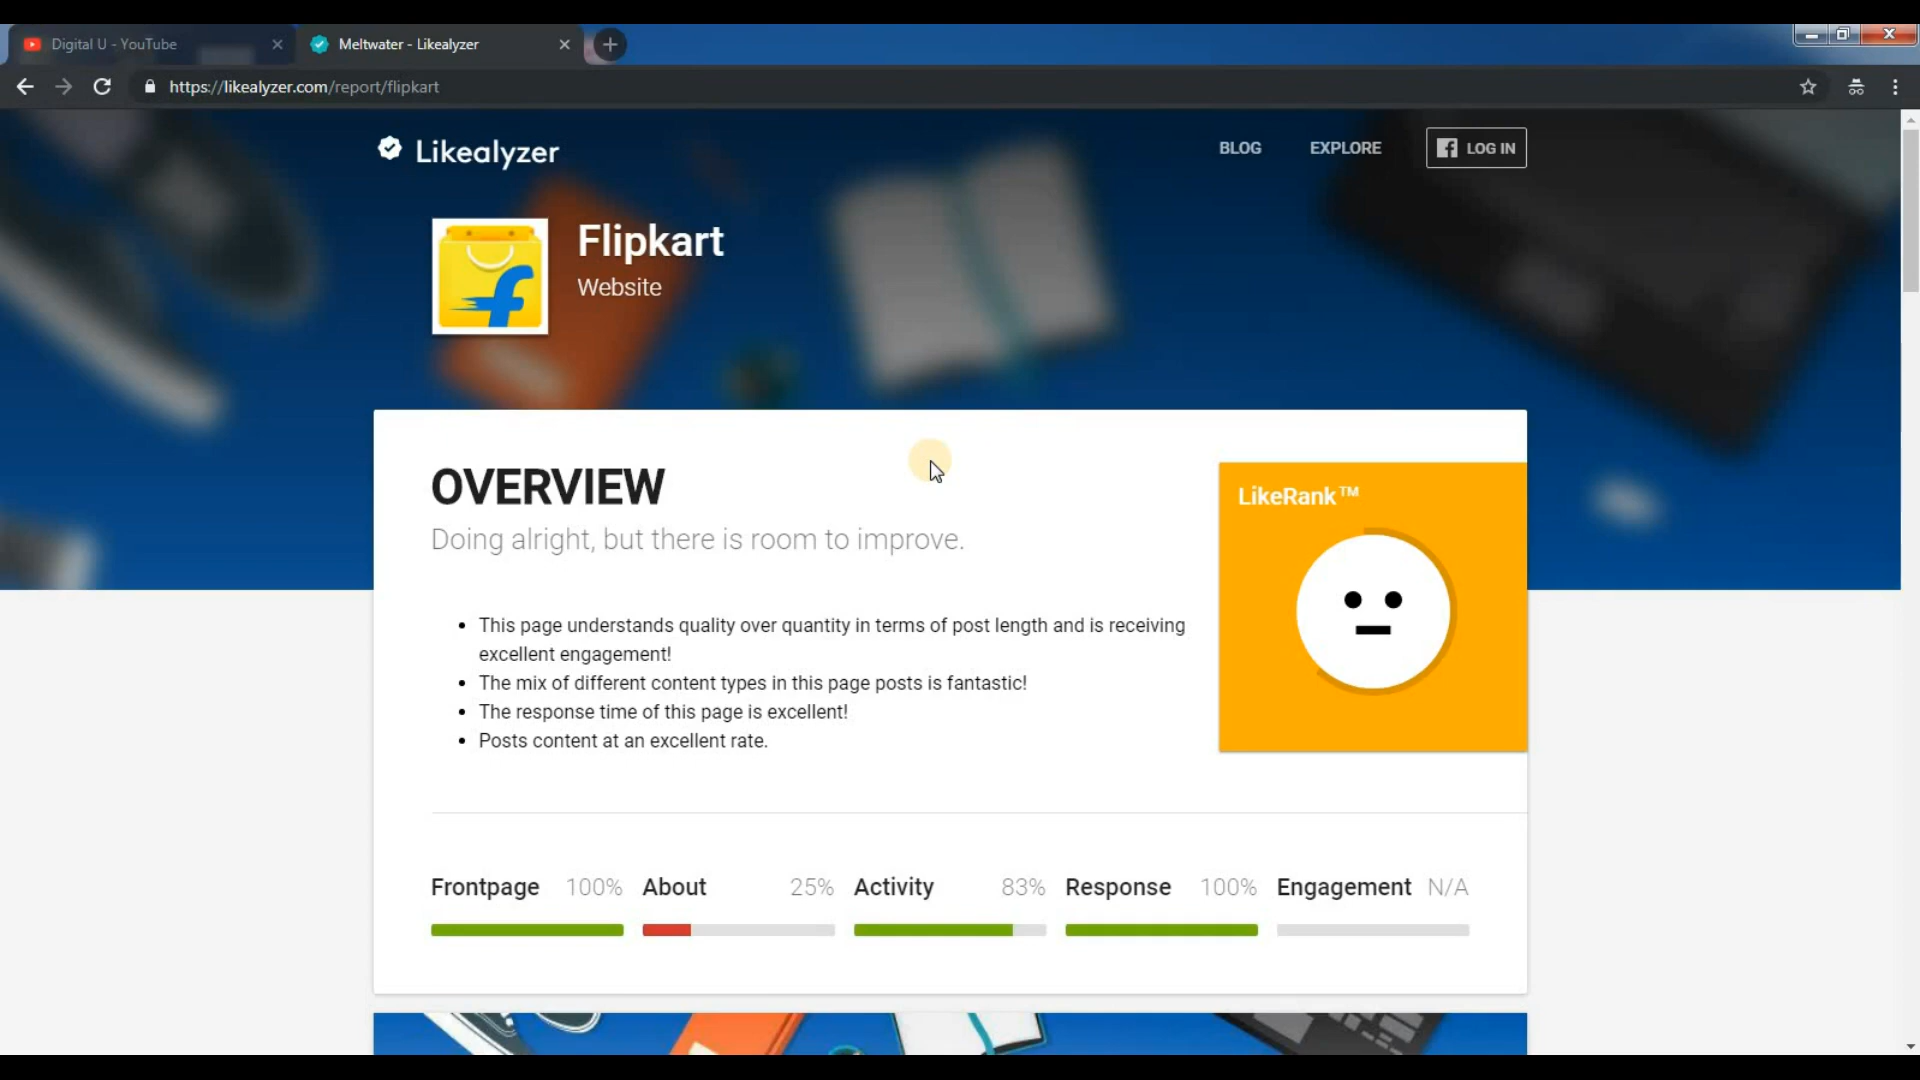 Digital U - YouTube
Meltwater - Likealyzer
https://likealyzer.com/report/flipkart
Likealyzer
BLOG
EXPLORE
LOG IN
Flipkart
Website
OVERVIEW
Doing alright, but there is room to improve.
LikeRank™
This page understands quality over quantity in terms of post length and is receiving
excellent engagement!
The mix of different content types in this page posts is fantastic!
The response time of this page is excellent!
Posts content at an excellent rate.
Frontpage 100%
About 25%
Activity 83%
Response 100%
Engagement N/A